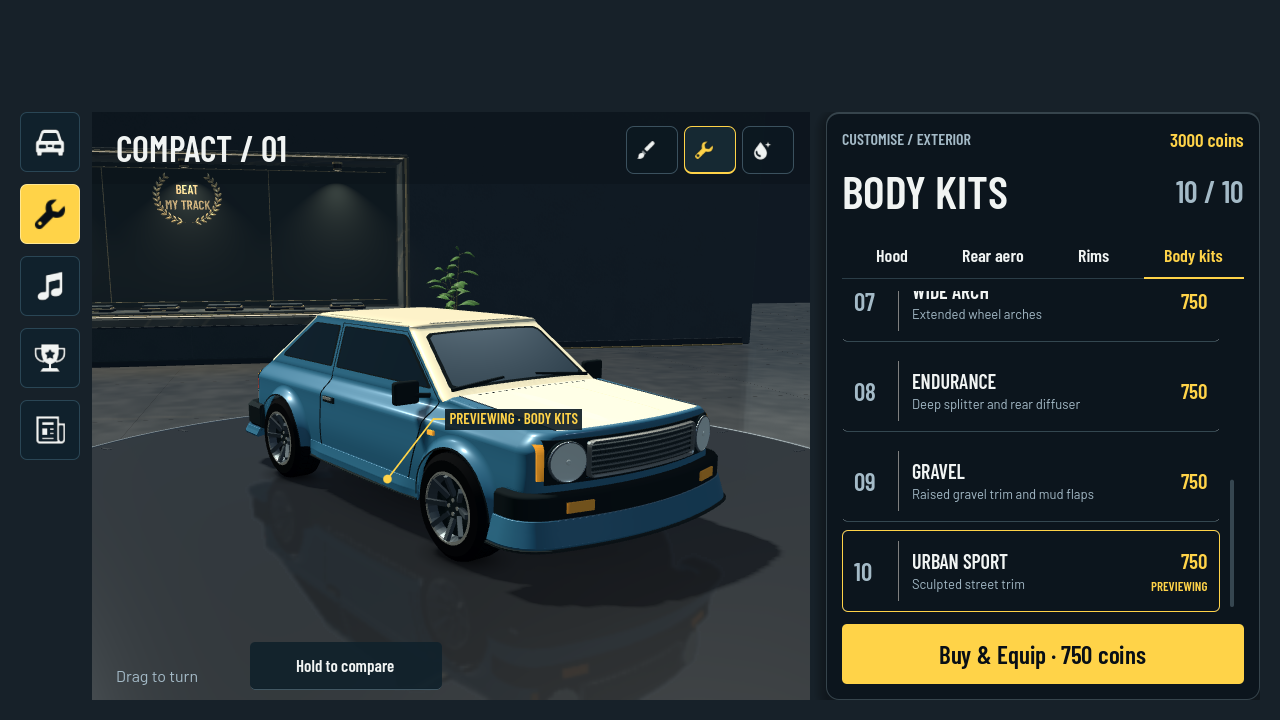 COMPACT / 01
BEAT
MY TRACK
PREVIEWING · BODY KITS
Drag to turn
Hold to compare
CUSTOMISE / EXTERIOR
3000 coins
BODY KITS
10 / 10
Hood
Rear aero
Rims
Body kits
07
WIDE ARCH
Extended wheel arches
750
08
ENDURANCE
Deep splitter and rear diffuser
750
09
GRAVEL
Raised gravel trim and mud flaps
750
10
URBAN SPORT
Sculpted street trim
750
PREVIEWING
Buy & Equip · 750 coins